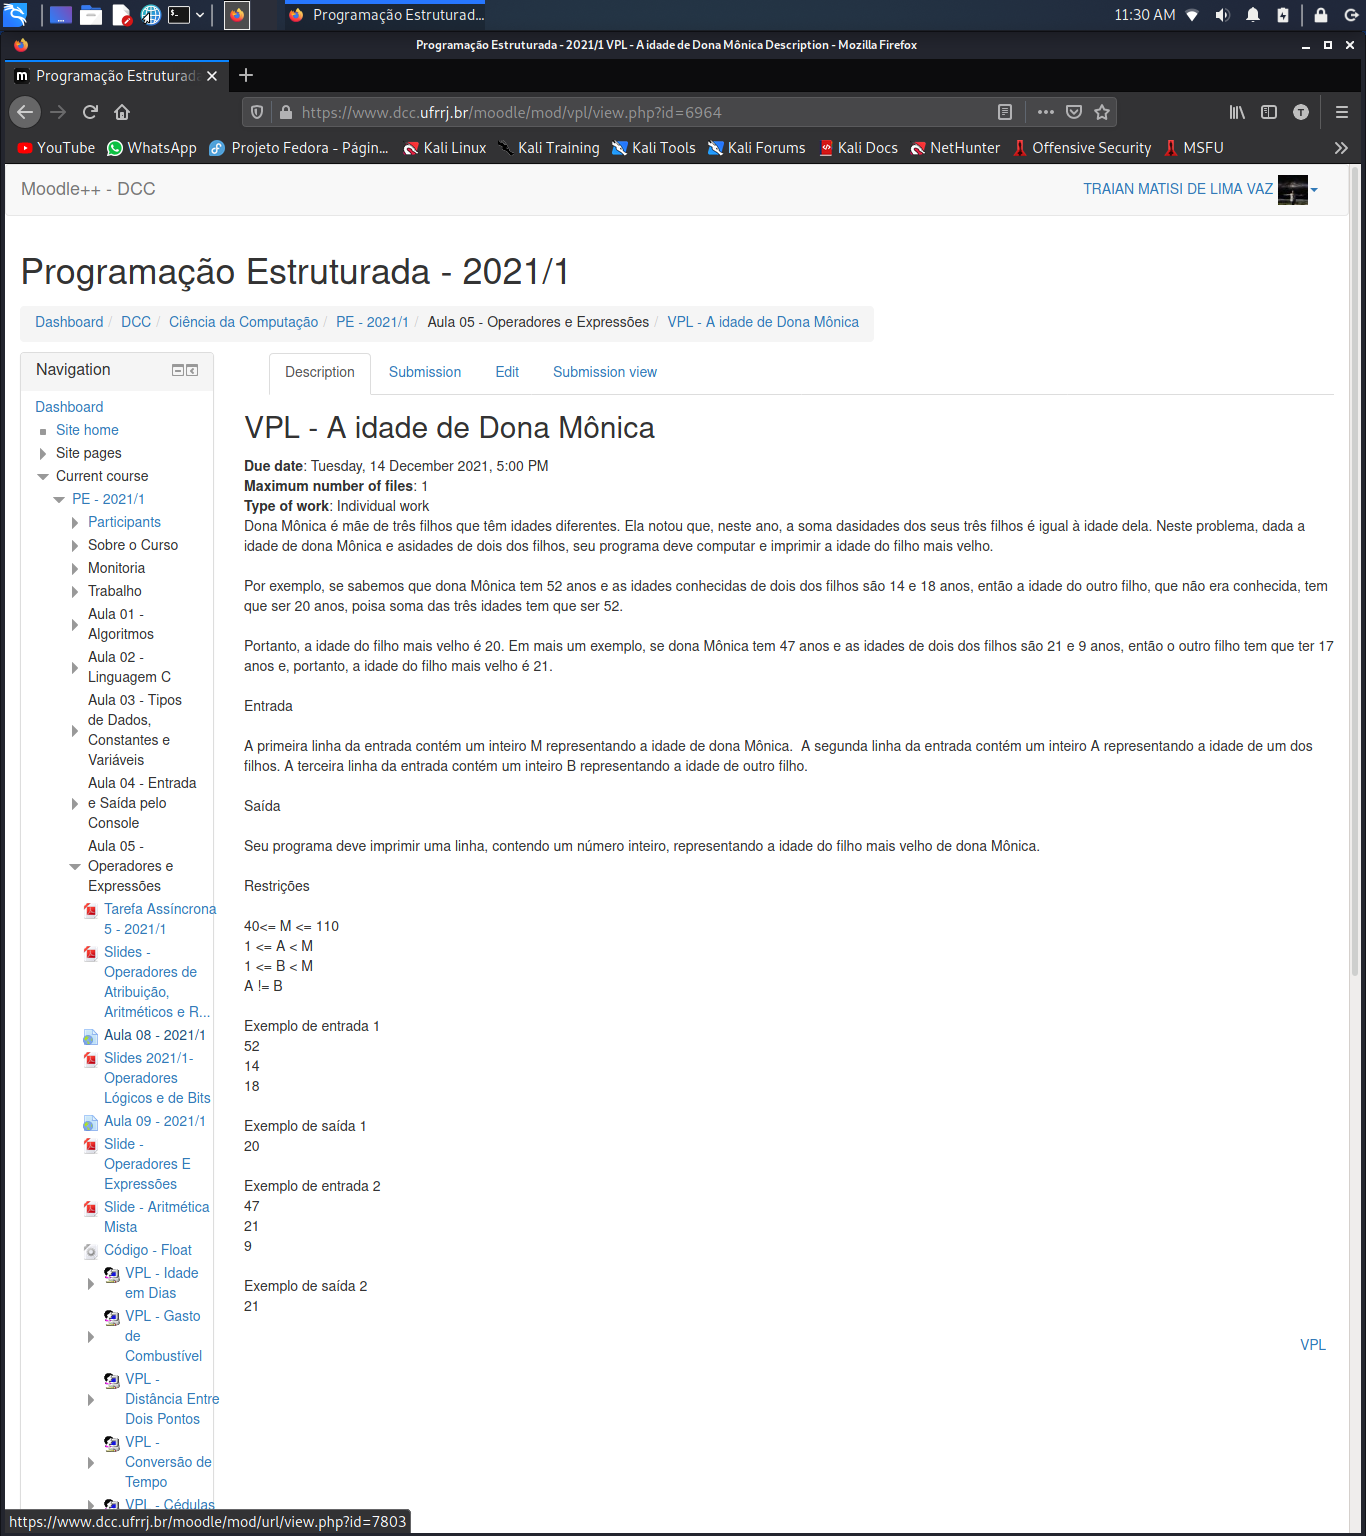 Programação Estruturad...
11:30 AM
Programação Estruturada - 2021/1 VPL - A idade de Dona Mônica Description - Mozilla Firefox
Programação Estruturad
https://www.dcc.ufrrj.br/moodle/mod/vpl/view.php?id=6964
T
YouTube
WhatsApp
Projeto Fedora - Págin...
Kali Linux
Kali Training
Kali Tools
Kali Forums
Kali Docs
NetHunter
Offensive Security
MSFU
Moodle++ - DCC
TRAIAN MATISI DE LIMA VAZ
Programação Estruturada - 2021/1
Dashboard / DCC / Ciência da Computação / PE - 2021/1 / Aula 05 - Operadores e Expressões / VPL - A idade de Dona Mônica
Navigation
Dashboard
Site home
Site pages
Current course
PE - 2021/1
Participants
Sobre o Curso
Monitoria
Trabalho
Aula 01 -
Algoritmos
Aula 02 -
Linguagem C
Aula 03 - Tipos
de Dados,
Constantes e
Variáveis
Aula 04 - Entrada
e Saída pelo
Console
Aula 05 -
Operadores e
Expressões
Tarefa Assíncrona
5 - 2021/1
Slides -
Operadores de
Atribuição,
Aritméticos e R...
Aula 08 - 2021/1
Slides 2021/1-
Operadores
Lógicos e de Bits
Aula 09 - 2021/1
Slide -
Operadores E
Expressões
Slide - Aritmética
Mista
Código - Float
VPL - Idade
em Dias
VPL - Gasto
de
Combustível
VPL -
Distância Entre
Dois Pontos
VPL -
Conversão de
Tempo
VPL - Cédulas
Description
Submission
Edit
Submission view
VPL - A idade de Dona Mônica
Due date: Tuesday, 14 December 2021, 5:00 PM
Maximum number of files: 1
Type of work: Individual work
Dona Mônica é mãe de três filhos que têm idades diferentes. Ela notou que, neste ano, a soma dasidades dos seus três filhos é igual à idade dela. Neste problema, dada a
idade de dona Mônica e asidades de dois dos filhos, seu programa deve computar e imprimir a idade do filho mais velho.
Por exemplo, se sabemos que dona Mônica tem 52 anos e as idades conhecidas de dois dos filhos são 14 e 18 anos, então a idade do outro filho, que não era conhecida, tem
que ser 20 anos, poisa soma das três idades tem que ser 52.
Portanto, a idade do filho mais velho é 20. Em mais um exemplo, se dona Mônica tem 47 anos e as idades de dois dos filhos são 21 e 9 anos, então o outro filho tem que ter 17
anos e, portanto, a idade do filho mais velho é 21.
Entrada
A primeira linha da entrada contém um inteiro M representando a idade de dona Mônica.  A segunda linha da entrada contém um inteiro A representando a idade de um dos
filhos. A terceira linha da entrada contém um inteiro B representando a idade de outro filho.
Saída
Seu programa deve imprimir uma linha, contendo um número inteiro, representando a idade do filho mais velho de dona Mônica.
Restrições
40<= M <= 110
1 <= A < M
1 <= B < M
A != B
Exemplo de entrada 1
52
14
18
Exemplo de saída 1
20
Exemplo de entrada 2
47
21
9
Exemplo de saída 2
21
VPL
https://www.dcc.ufrrj.br/moodle/mod/url/view.php?id=7803